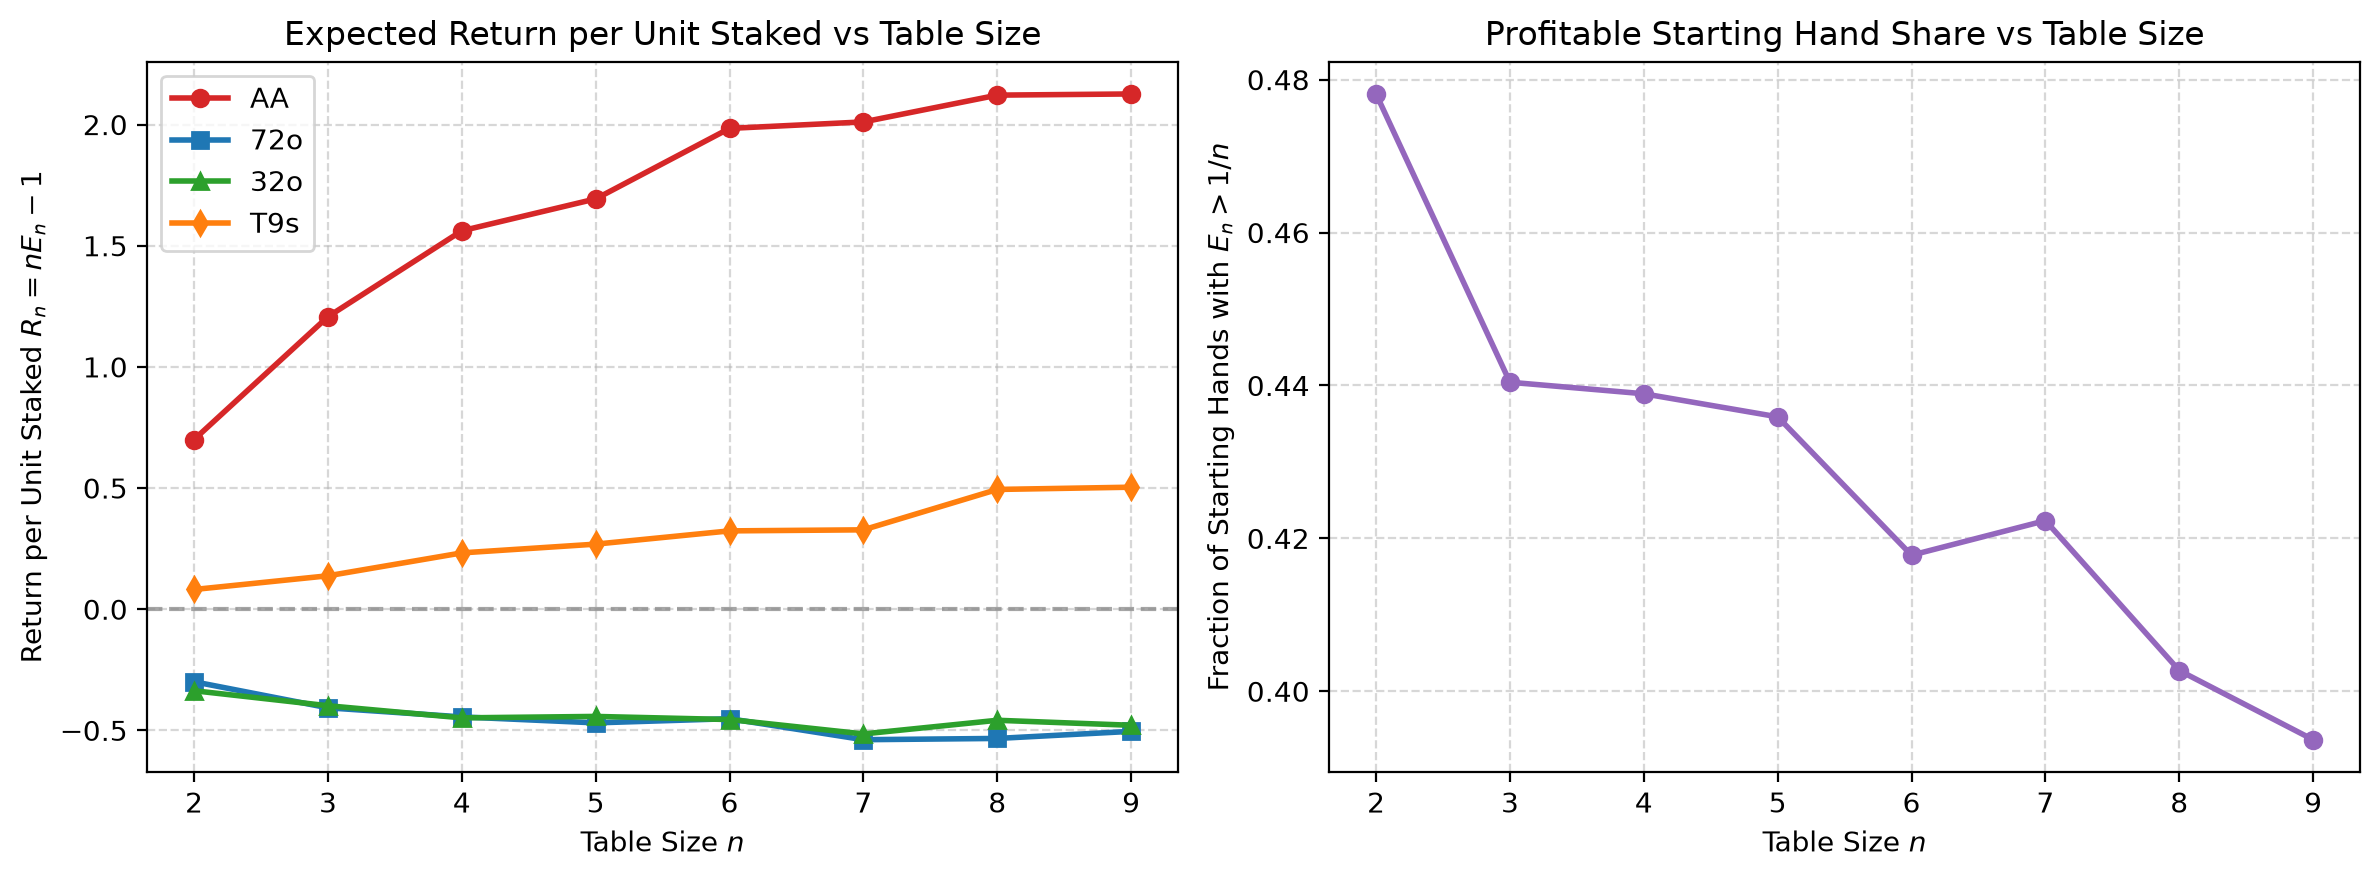 Expected Return per Unit Staked vs Table Size
Return per Unit Staked Rₙ = nEₙ − 1
2.0
1.5
1.0
0.5
0.0
−0.5
AA
72o
32o
T9s
2 3 4 5 6 7 8 9
Table Size n
Profitable Starting Hand Share vs Table Size
Fraction of Starting Hands with Eₙ > 1/n
0.48
0.46
0.44
0.42
0.40
2 3 4 5 6 7 8 9
Table Size n